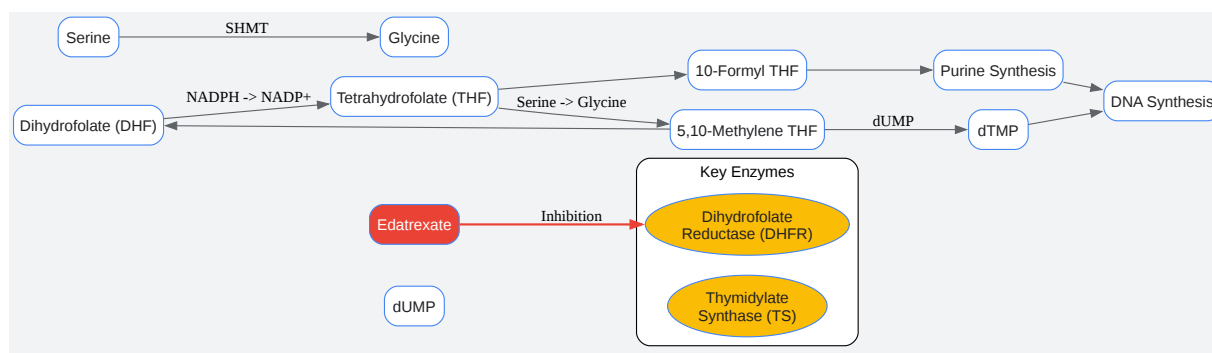 SHMT
Serine
Glycine
10-Formyl THF
Purine Synthesis
NADPH -> NADP+
Tetrahydrofolate (THF)
Serine -> Glycine
DNA Synthesis
Dihydrofolate (DHF)
5,10-Methylene THF
dUMP
dTMP
Key Enzymes
Edatrexate
Inhibition
Dihydrofolate
Reductase (DHFR)
dUMP
Thymidylate
Synthase (TS)